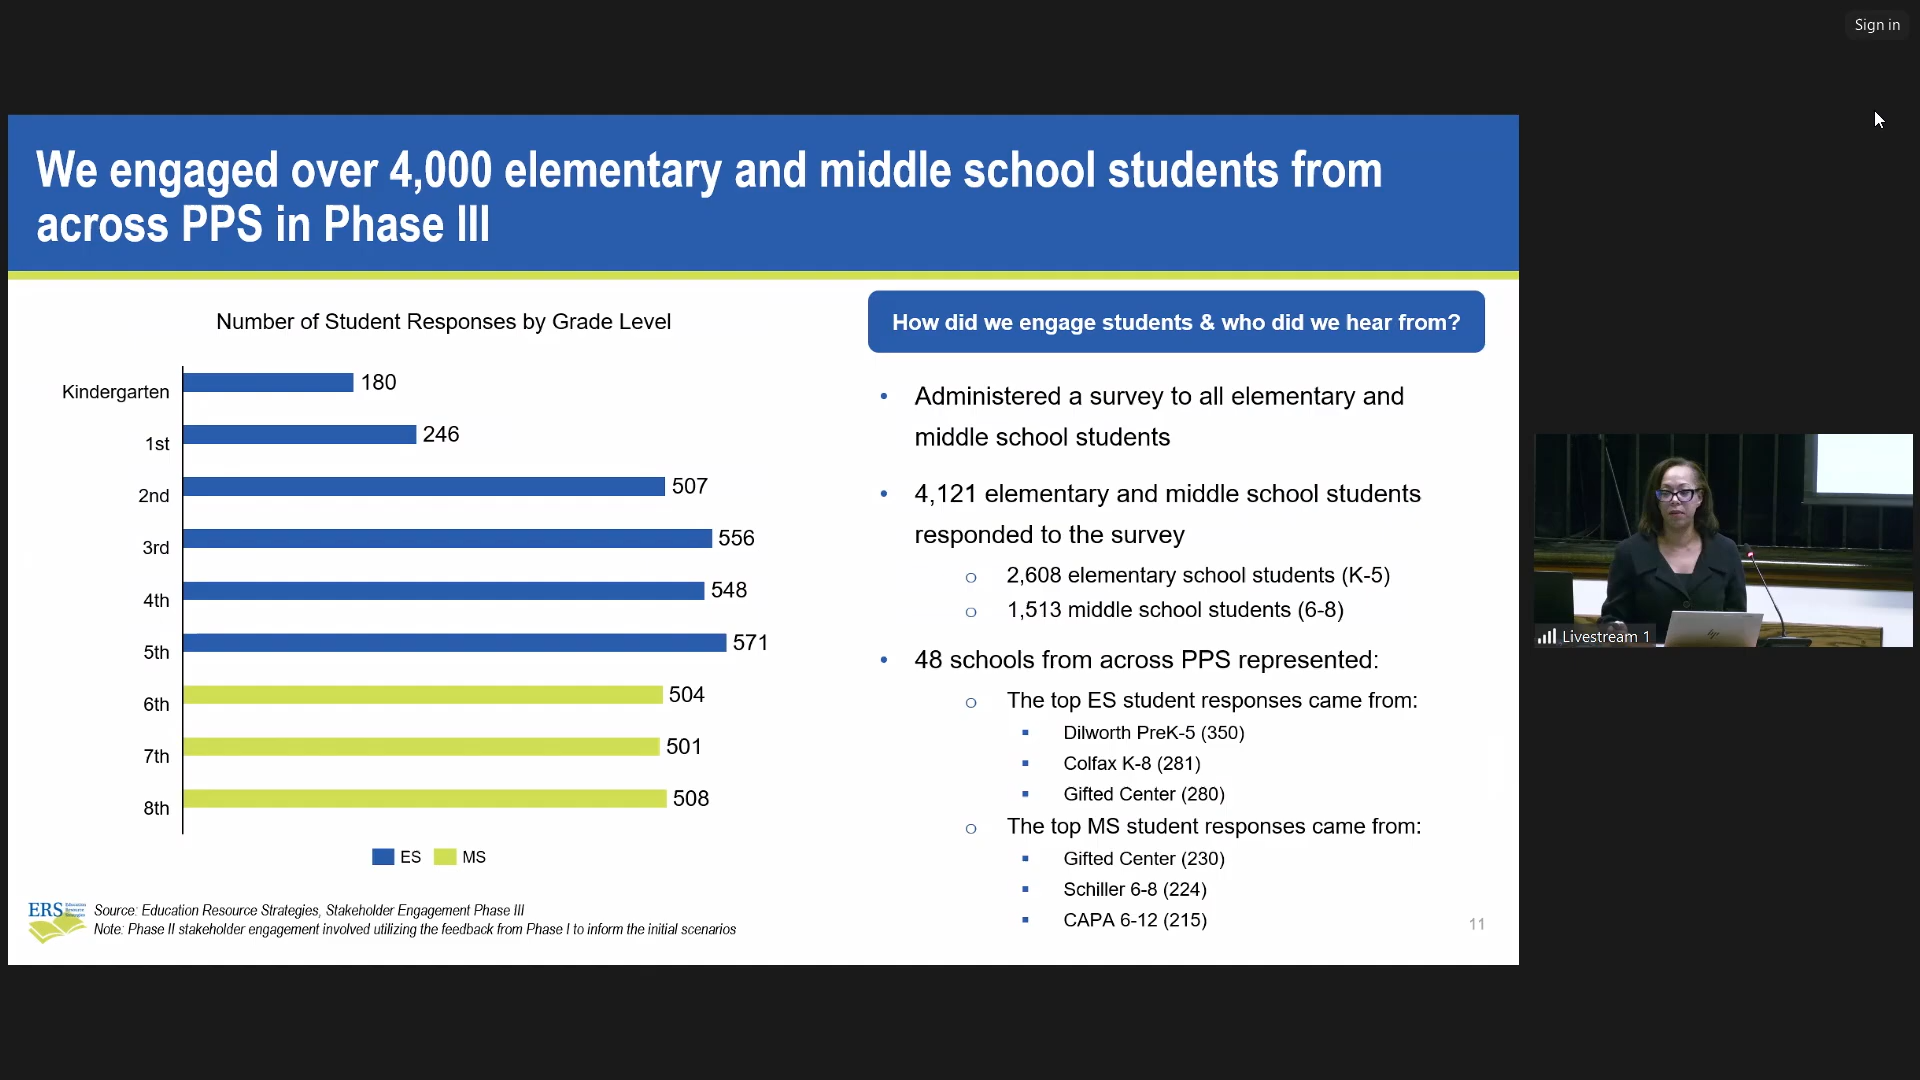 Sign in
We engaged over 4,000 elementary and middle school students from
across PPS in Phase III
Number of Student Responses by Grade Level
Kindergarten 180
1st 246
2nd 507
3rd 556
4th 548
5th 571
6th 504
7th 501
8th 508
ES MS
How did we engage students & who did we hear from?
• Administered a survey to all elementary and
middle school students
• 4,121 elementary and middle school students
responded to the survey
o 2,608 elementary school students (K-5)
o 1,513 middle school students (6-8)
• 48 schools from across PPS represented:
o The top ES student responses came from:
▪ Dilworth PreK-5 (350)
▪ Colfax K-8 (281)
▪ Gifted Center (280)
o The top MS student responses came from:
▪ Gifted Center (230)
▪ Schiller 6-8 (224)
▪ CAPA 6-12 (215)
ERS Education Resource Strategies
Source: Education Resource Strategies, Stakeholder Engagement Phase III
Note: Phase II stakeholder engagement involved utilizing the feedback from Phase I to inform the initial scenarios
11
Livestream 1
hp